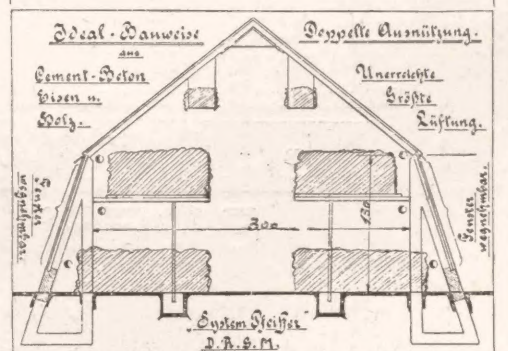 Ideal-Bauweise
aus
Cement-Beton
Eisen u.
Holz.
Doppelte Ausnützung.
Unerreichte
Größte
Lüftung.
Fenster
wegnehmbar.
Fenster
wegnehmbar.
130
„System Pfeiffer“
D.R.G.M.